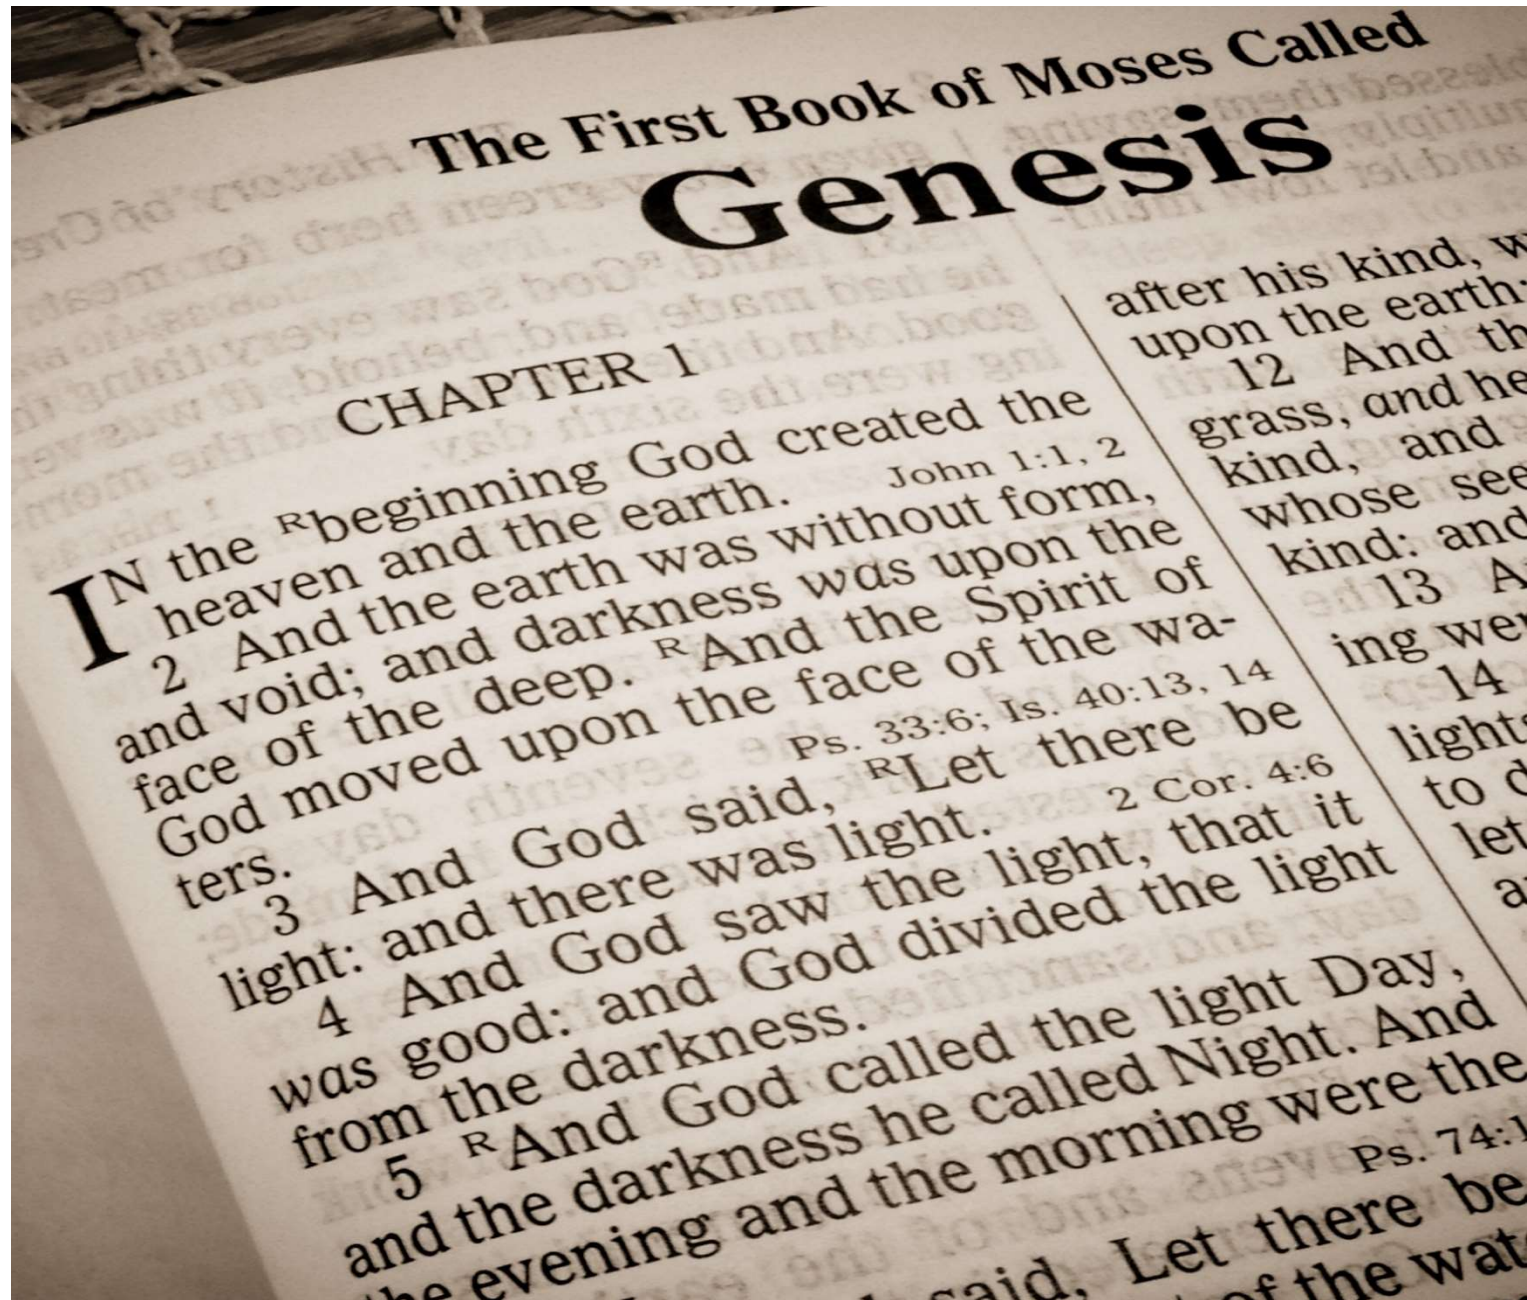 The First Book of Moses Called
Genesis
CHAPTER 1
IN the ᴿbeginning God created the
heaven and the earth. John 1:1, 2
2 And the earth was without form,
and void; and darkness was upon the
face of the deep. ᴿAnd the Spirit of
God moved upon the face of the wa-
ters. Ps. 33:6; Is. 40:13, 14
3 And God said, ᴿLet there be
light: and there was light. 2 Cor. 4:6
4 And God saw the light, that it
was good: and God divided the light
from the darkness.
5 ᴿAnd God called the light Day,
and the darkness he called Night. And
the evening and the morning were the
Ps. 74:1
said, Let there be
of the wat
after his kind, w
upon the earth:
12 And th
grass, and he
kind, and
whose see
kind: and
13 A
ing wer
14
lights
to d
let
a